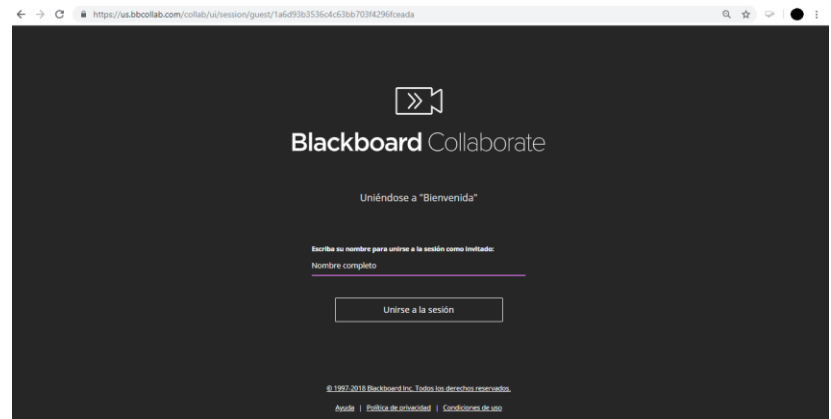 https://us.bbcollab.com/collab/ui/session/guest/1a6d93b3536c4c63bb703f4296fceada
Blackboard Collaborate
Uniéndose a "Bienvenida"
Escriba su nombre para unirse a la sesión como invitado:
Nombre completo
Unirse a la sesión
© 1997-2018 Blackboard Inc. Todos los derechos reservados.
Ayuda | Política de privacidad | Condiciones de uso